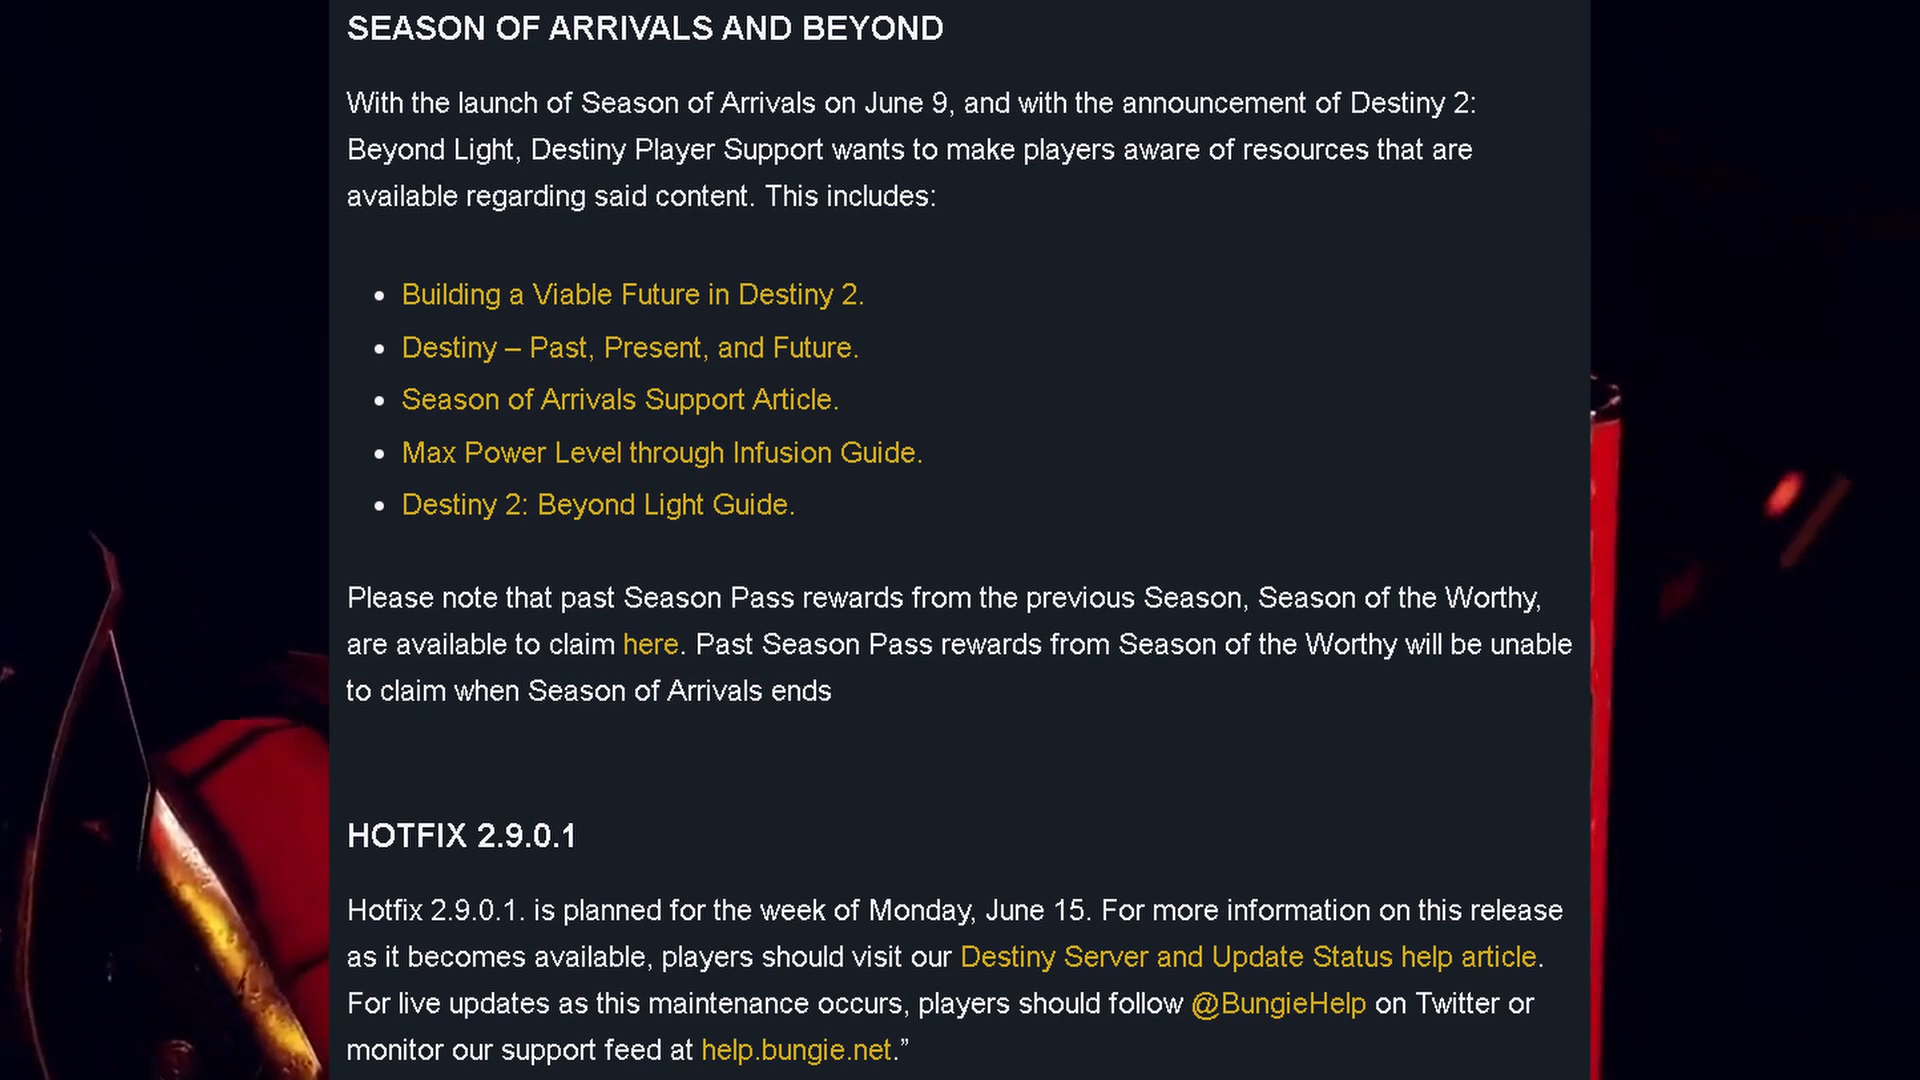 SEASON OF ARRIVALS AND BEYOND
With the launch of Season of Arrivals on June 9, and with the announcement of Destiny 2:
Beyond Light, Destiny Player Support wants to make players aware of resources that are
available regarding said content. This includes:
• Building a Viable Future in Destiny 2.
• Destiny – Past, Present, and Future.
• Season of Arrivals Support Article.
• Max Power Level through Infusion Guide.
• Destiny 2: Beyond Light Guide.
Please note that past Season Pass rewards from the previous Season, Season of the Worthy,
are available to claim here. Past Season Pass rewards from Season of the Worthy will be unable
to claim when Season of Arrivals ends
HOTFIX 2.9.0.1
Hotfix 2.9.0.1. is planned for the week of Monday, June 15. For more information on this release
as it becomes available, players should visit our Destiny Server and Update Status help article.
For live updates as this maintenance occurs, players should follow @BungieHelp on Twitter or
monitor our support feed at help.bungie.net.”